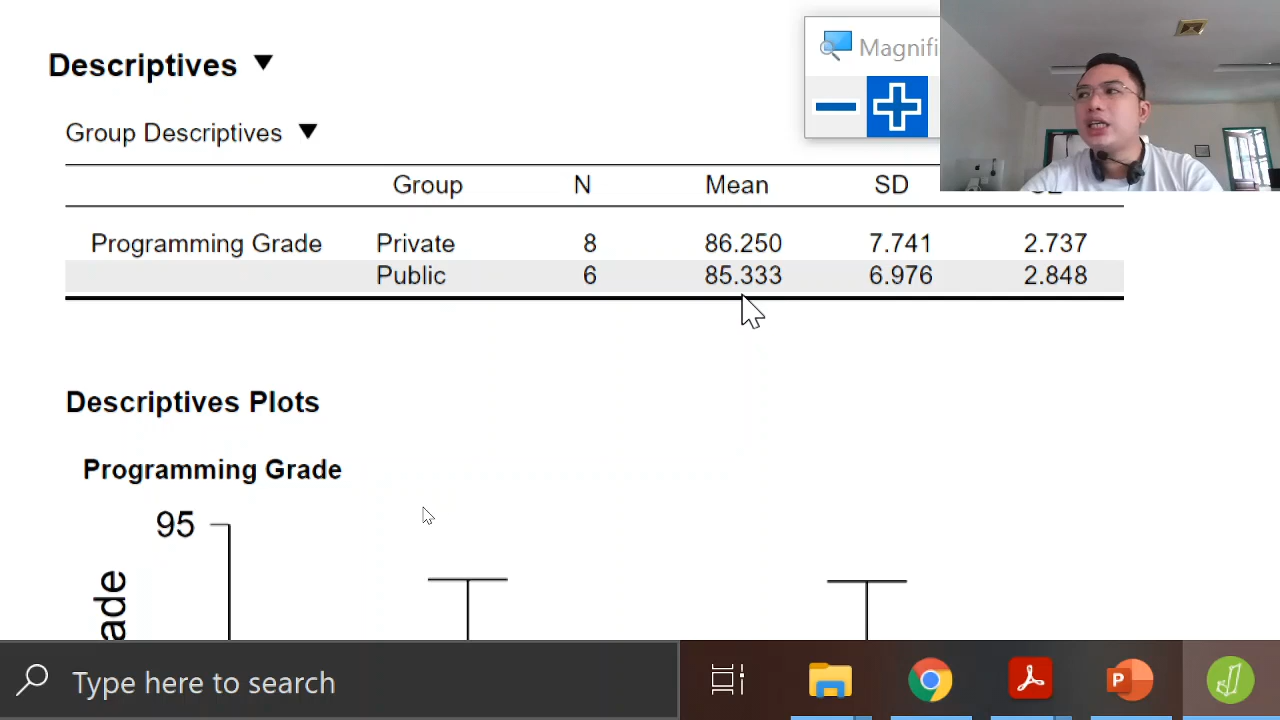 Descriptives
Magnifi
Group Descriptives
Group N Mean SD
Programming Grade Private 8 86.250 7.741 2.737
Public 6 85.333 6.976 2.848
Descriptives Plots
Programming Grade
95
ade
Type here to search
P